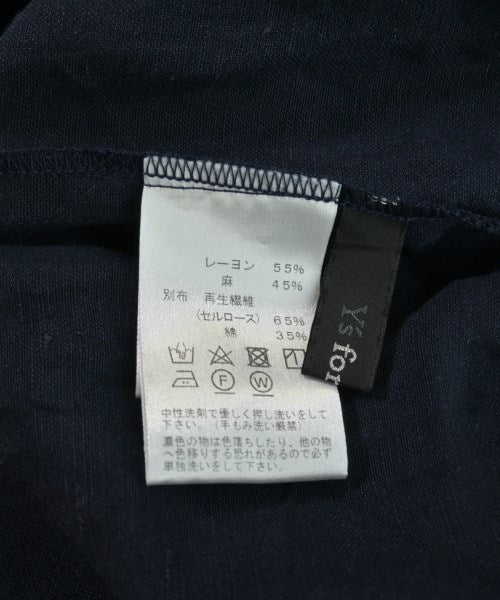 レーヨン 55%
麻 45%
別布 再生繊維
(セルロース) 65%
綿 35%
F W
中性洗剤で優しく押し洗いをして
下さい。(手もみ洗い厳禁)
濃色の物は色落ちしたり、他の物
へ色移りする恐れがあるので必ず
単独洗いをして下さい。
Y's for